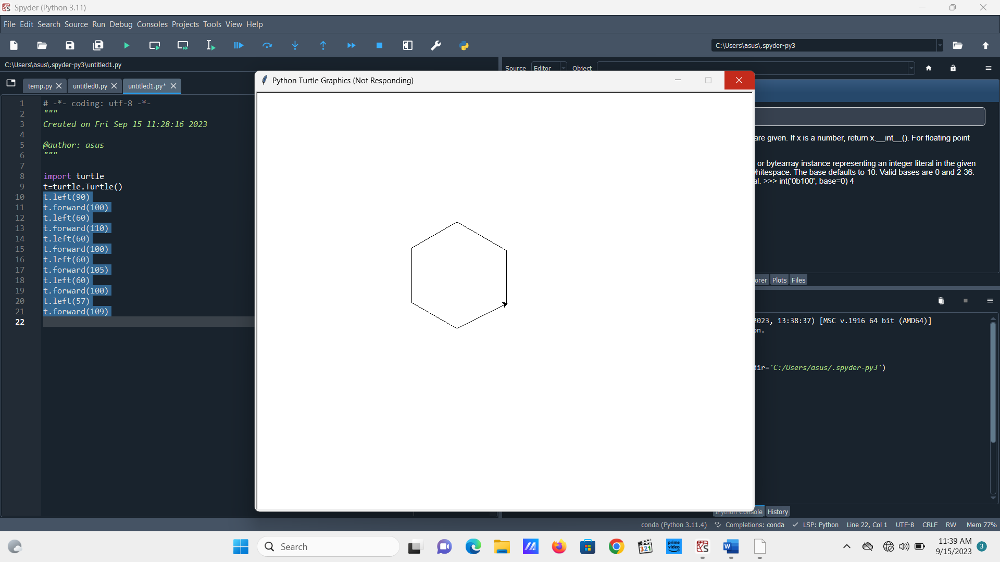 Spyder (Python 3.11)
File Edit Search Source Run Debug Consoles Projects Tools View Help
C:\Users\asus\.spyder-py3
C:\Users\asus\.spyder-py3\untitled1.py
Source Editor Object
temp.py untitled0.py untitled1.py*
Python Turtle Graphics (Not Responding)
1 # -*- coding: utf-8 -*-
2 """
3 Created on Fri Sep 15 11:28:16 2023
4
5 @author: asus
6 """
7
8 import turtle
9 t=turtle.Turtle()
10 t.left(90)
11 t.forward(100)
12 t.left(60)
13 t.forward(110)
14 t.left(60)
15 t.forward(100)
16 t.left(60)
17 t.forward(105)
18 t.left(60)
19 t.forward(100)
20 t.left(57)
21 t.forward(109)
22
are given. If x is a number, return x.__int__(). For floating point
or bytearray instance representing an integer literal in the given
whitespace. The base defaults to 10. Valid bases are 0 and 2-36.
al. >>> int('0b100', base=0) 4
orer Plots Files
2023, 13:38:37) [MSC v.1916 64 bit (AMD64)]
on.
dir='C:/Users/asus/.spyder-py3')
IPython Console History
conda (Python 3.11.4) Completions: conda LSP: Python Line 22, Col 1 UTF-8 CRLF RW Mem 77%
Search
321
prime video
11:39 AM
9/15/2023
3